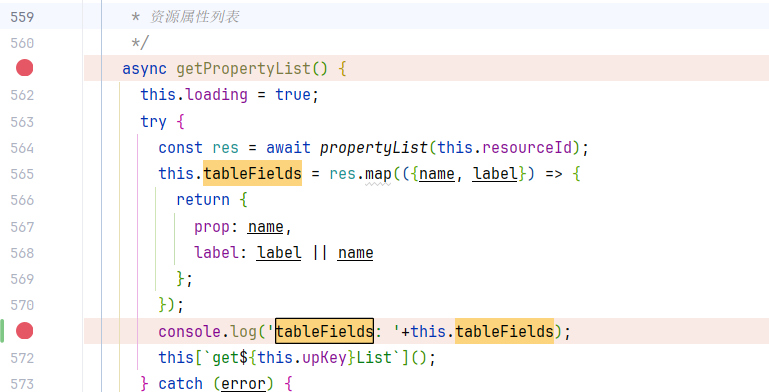 559 * 资源属性列表
560 */
async getPropertyList() {
562 this.loading = true;
563 try {
564 const res = await propertyList(this.resourceId);
565 this.tableFields = res.map(({name, label}) => {
566 return {
567 prop: name,
568 label: label || name
569 };
570 });
console.log('tableFields: '+this.tableFields);
572 this[`get${this.upKey}List`]();
573 } catch (error) {